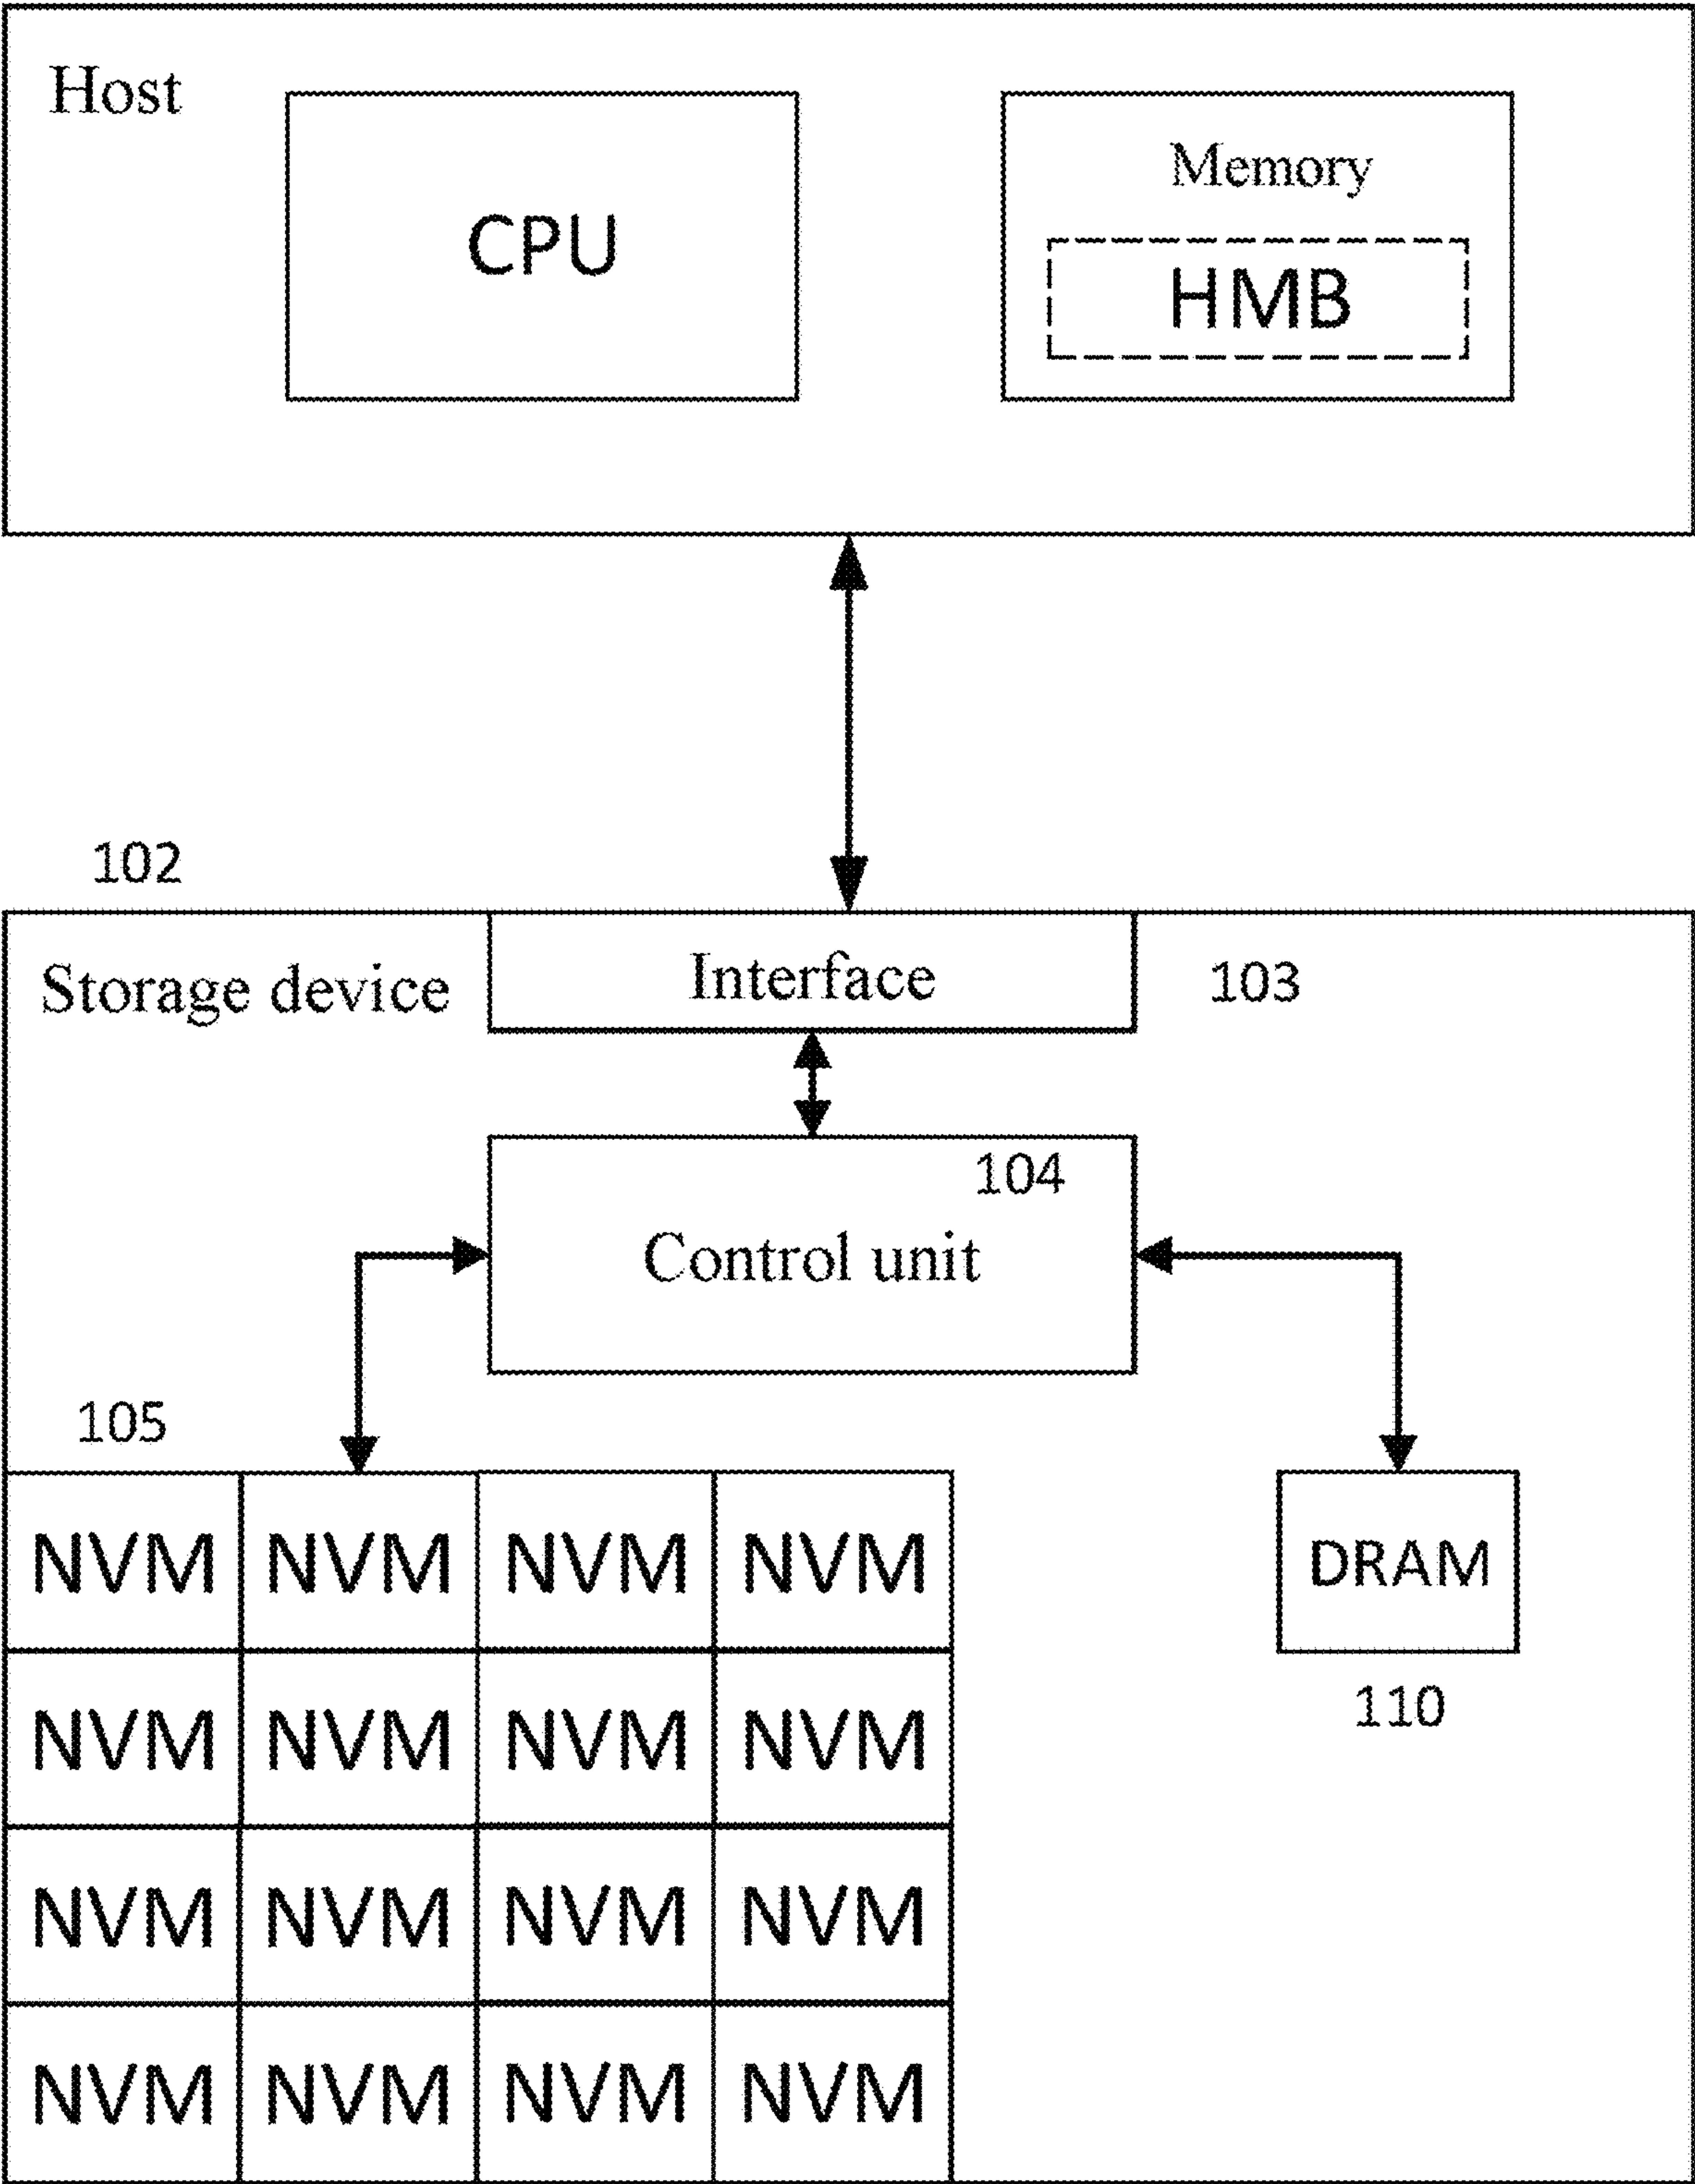 Host
CPU
Memory
HMB
102
Storage device
Interface
103
104
Control unit
105
NVM NVM NVM NVM
DRAM
NVM NVM NVM NVM
110
NVM NVM NVM NVM
NVM NVM NVM NVM